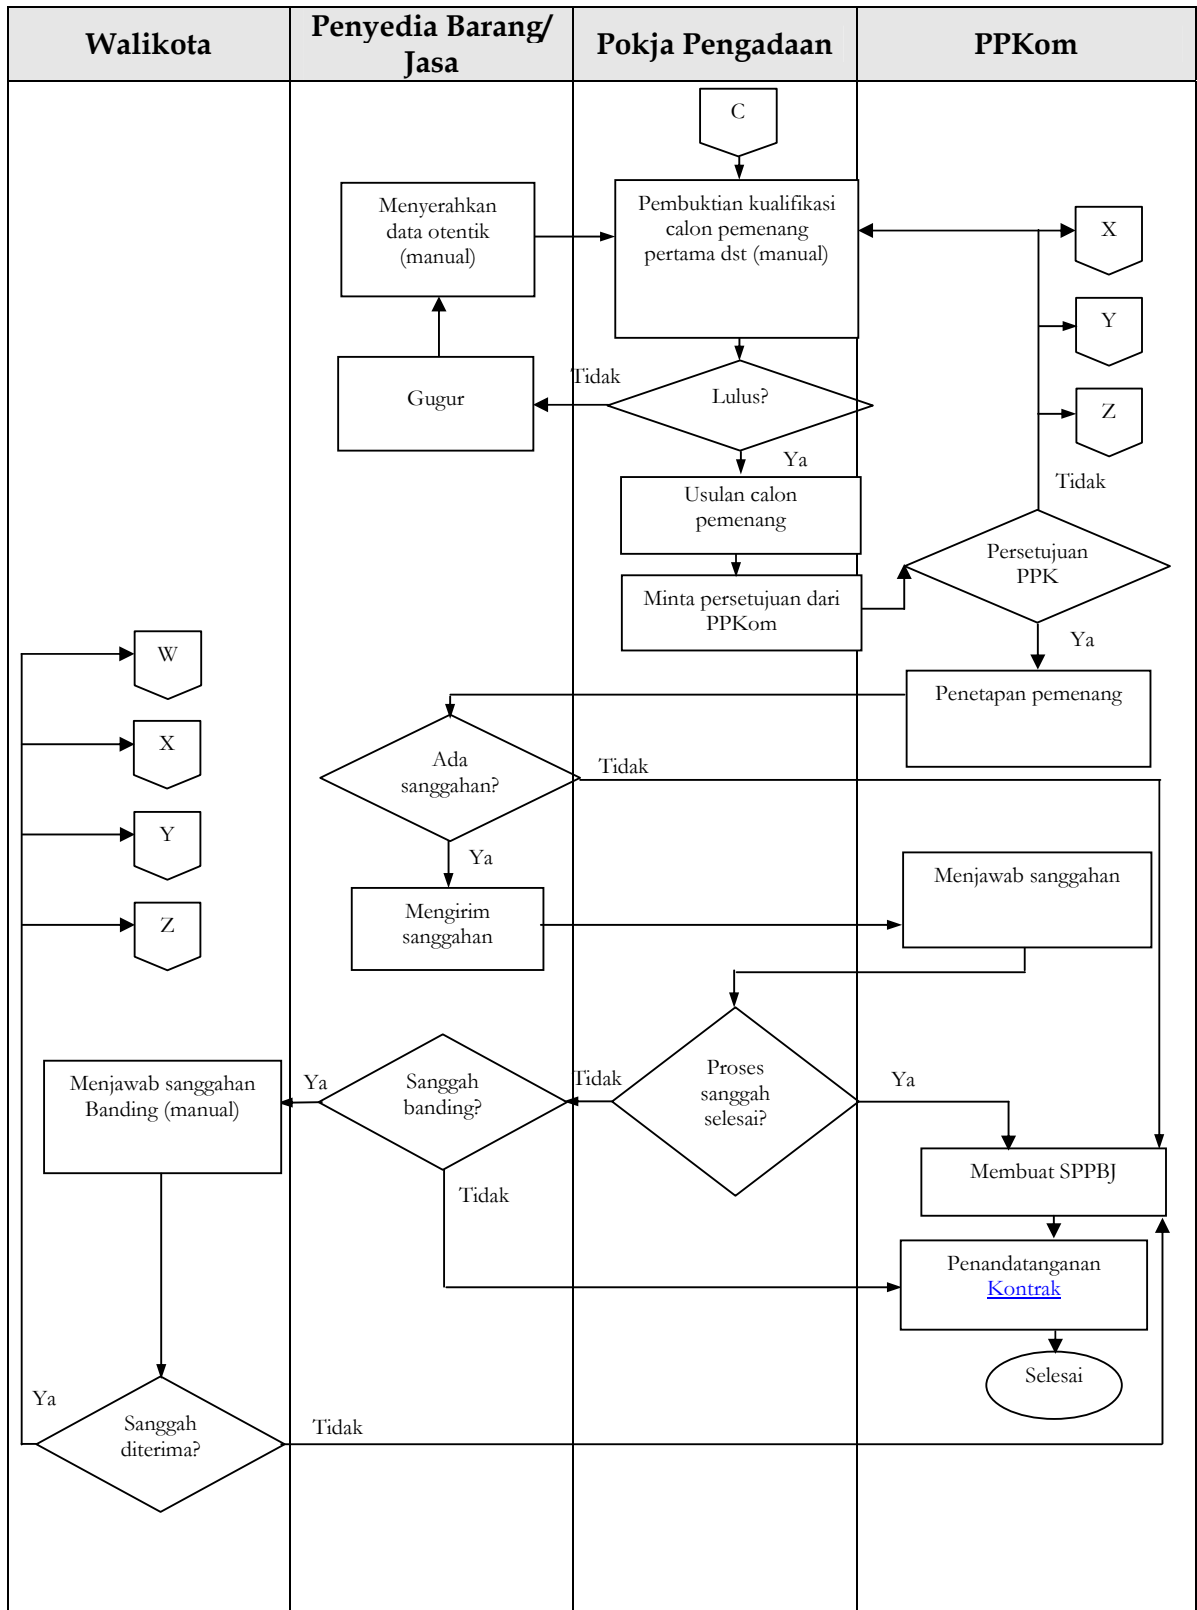 Walikota
Penyedia Barang/
Jasa
Pokja Pengadaan
PPKom
C
Menyerahkan
data otentik
(manual)
Pembuktian kualifikasi
calon pemenang
pertama dst (manual)
X
Y
Z
Gugur
Tidak
Lulus?
Ya
Tidak
Usulan calon
pemenang
Persetujuan
PPK
Minta persetujuan dari
PPKom
Ya
W
X
Y
Z
Penetapan pemenang
Ada
sanggahan?
Tidak
Ya
Mengirim
sanggahan
Menjawab sanggahan
Menjawab sanggahan
Banding (manual)
Ya
Sanggah
banding?
Tidak
Proses
sanggah
selesai?
Ya
Tidak
Membuat SPPBJ
Penandatanganan
Kontrak
Selesai
Ya
Sanggah
diterima?
Tidak